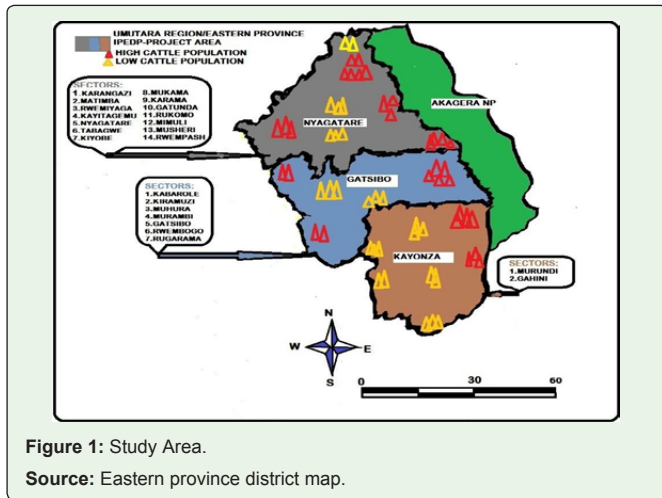 UMUTARA REGION/EASTERN PROVINCE
IPEDP-PROJECT AREA
HIGH CATTLE POPULATION
LOW CATTLE POPULATION
SECTORS:
1.KARANGAZI
2.MATIMBA
3.RWEMIYAGA
4.KAYITAGEMU
5.NYAGATARE
6.TABAGWE
7.KIYOBE
8.MUKAMA
9.KARAMA
10.GATUNDA
11.RUKOMO
12.MIMULI
13.MUSHERI
14.RWEMPASH
AKAGERA NP
NYAGATARE
GATSIBO
SECTORS:
1.KABAROLE
2.KIRAMUZI
3.MUHURA
4.MURAMBI
5.GATSIBO
6.RWEMBOGO
7.RUGARAMA
KAYONZA
SECTORS:
1.MURUNDI
2.GAHINI
N
W
E
S
0 30 60
Figure 1: Study Area.
Source: Eastern province district map.